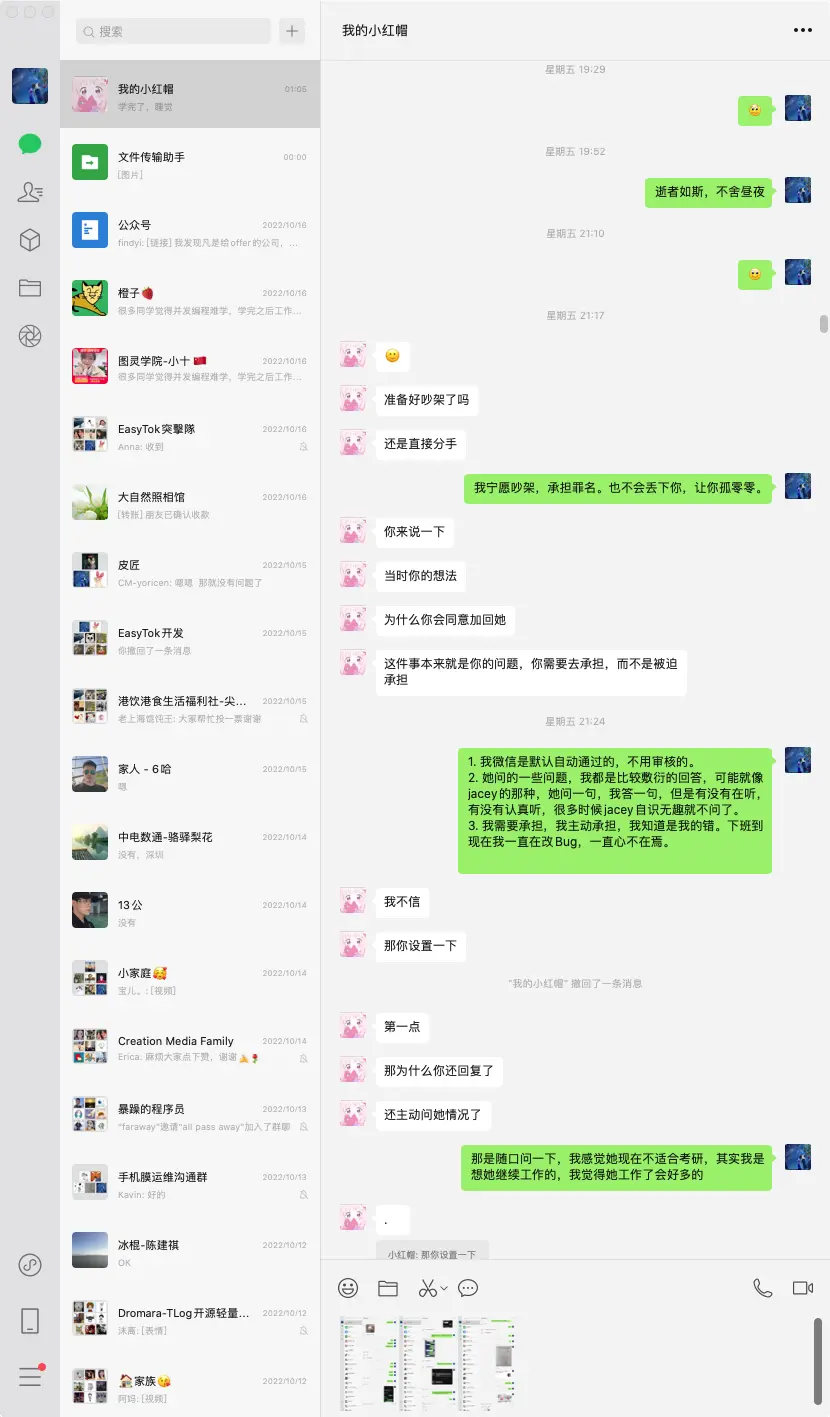 搜索
我的小红帽
01:05
学完了，睡觉
文件传输助手
00:00
[图片]
公众号
2022/10/16
findyi: [链接] 我发现凡是给offer的公司，...
橙子🍓
2022/10/16
很多同学觉得并发编程难学，学完之后工作...
图灵学院-小十🇨🇳
2022/10/16
很多同学觉得并发编程难学，学完之后工作...
EasyTok突擊隊
2022/10/16
Anna: 收到
大自然照相馆
2022/10/16
[转账] 朋友已确认收款
皮匠
2022/10/15
CM-yoricen: 嗯嗯 那就没有问题了
EasyTok开发
2022/10/15
你撤回了一条消息
港饮港食生活福利社-尖...
2022/10/15
老上海馄饨王: 大家帮忙投一票谢谢
家人 - 6哈
2022/10/15
嗯
中电数通-骆驿梨花
2022/10/14
没有，深圳
13公
2022/10/14
没有
小家庭🥰
2022/10/14
宝儿。: [视频]
Creation Media Family
2022/10/14
Erica: 麻烦大家点下赞，谢谢🙏🌹
暴躁的程序员
2022/10/13
"faraway"邀请"all pass away"加入了群聊
手机膜运维沟通群
2022/10/13
Kavin: 好的
冰棍-陈建祺
2022/10/12
OK
Dromara-TLog开源轻量...
2022/10/12
沫离: [表情]
🏠家族😘
2022/10/12
阿妈: [视频]
我的小红帽
星期五 19:29
星期五 19:52
逝者如斯，不舍昼夜
星期五 21:10
星期五 21:17
准备好吵架了吗
还是直接分手
我宁愿吵架，承担罪名。也不会丢下你，让你孤零零。
你来说一下
当时你的想法
为什么你会同意加回她
这件事本来就是你的问题，你需要去承担，而不是被迫
承担
星期五 21:24
1. 我微信是默认自动通过的，不用审核的。
2. 她问的一些问题，我都是比较敷衍的回答，可能就像
jacey的那种，她问一句，我答一句，但是有没有在听，
有没有认真听，很多时候jacey自识无趣就不问了。
3. 我需要承担，我主动承担，我知道是我的错。下班到
现在我一直在改Bug，一直心不在焉。
我不信
那你设置一下
"我的小红帽" 撤回了一条消息
第一点
那为什么你还回复了
还主动问她情况了
那是随口问一下，我感觉她现在不适合考研，其实我是
想她继续工作的，我觉得她工作了会好多的
.
小红帽: 那你设置一下